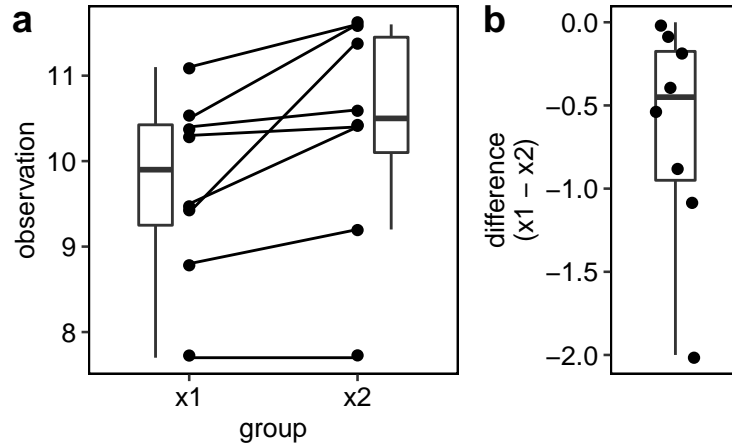 a
observation
11
10
9
8
x1
x2
group
b
difference
(x1 − x2)
0.0
−0.5
−1.0
−1.5
−2.0